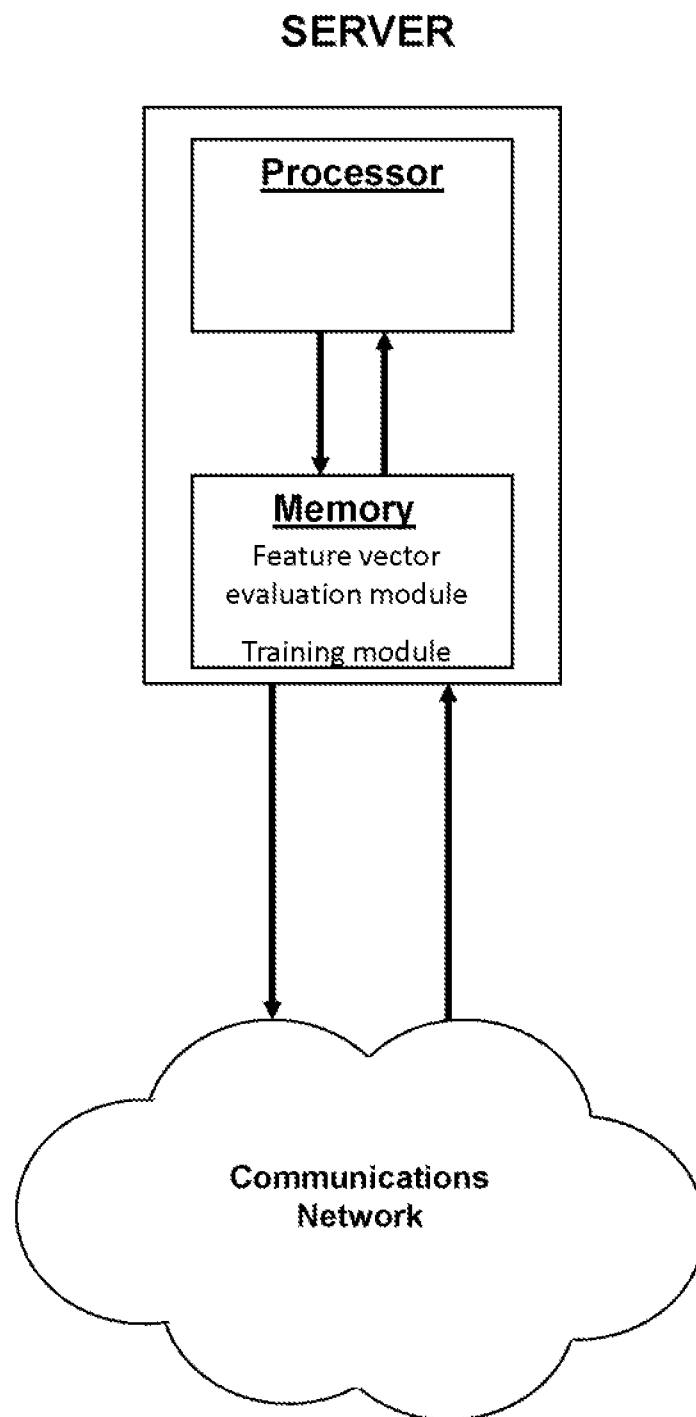 SERVER
Processor
Memory
Feature vector
evaluation module
Training module
Communications
Network